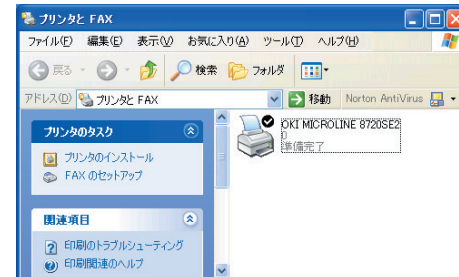 プリンタと FAX
ファイル(F) 編集(E) 表示(V) お気に入り(A) ツール(T) ヘルプ(H)
戻る 検索 フォルダ
アドレス(D) プリンタと FAX 移動 Norton AntiVirus
プリンタのタスク
プリンタのインストール
FAX のセットアップ
関連項目
印刷のトラブルシューティング
印刷関連のヘルプ
OKI MICROLINE 8720SE2
0
準備完了